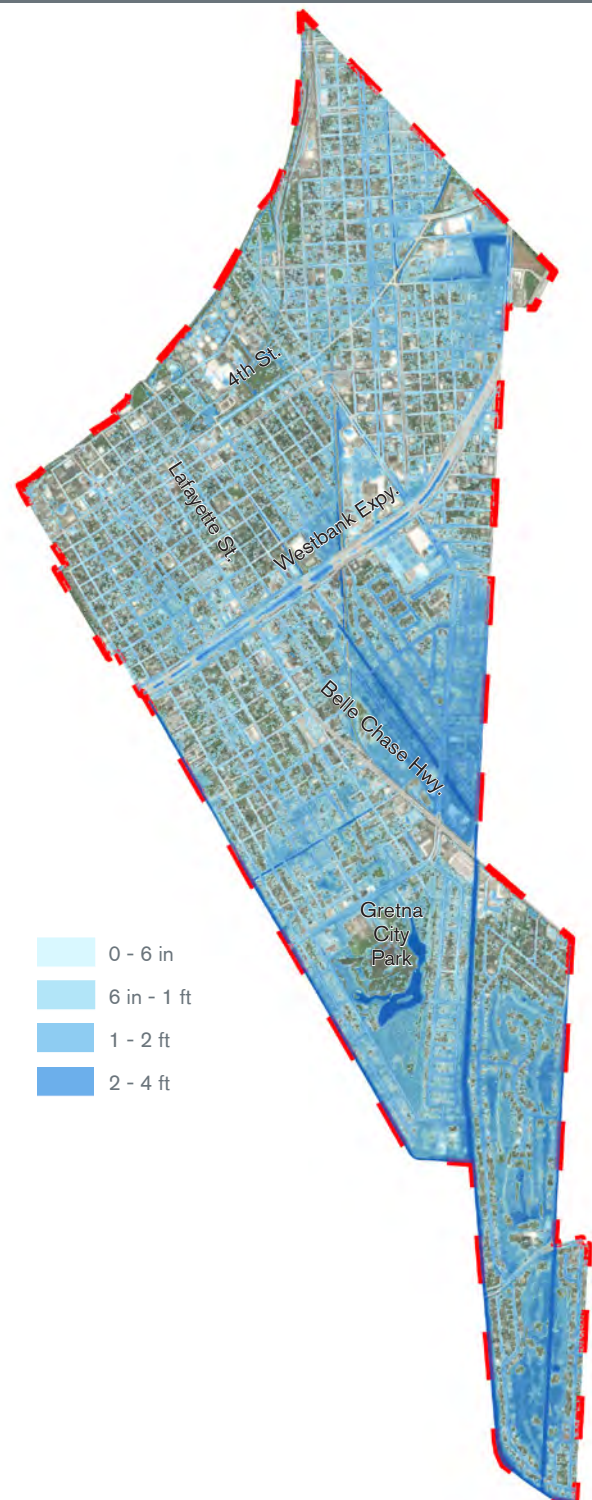 4th St.
Lafayette St.
Westbank Expy.
Belle Chase Hwy.
Gretna
City
Park
0 - 6 in
6 in - 1 ft
1 - 2 ft
2 - 4 ft